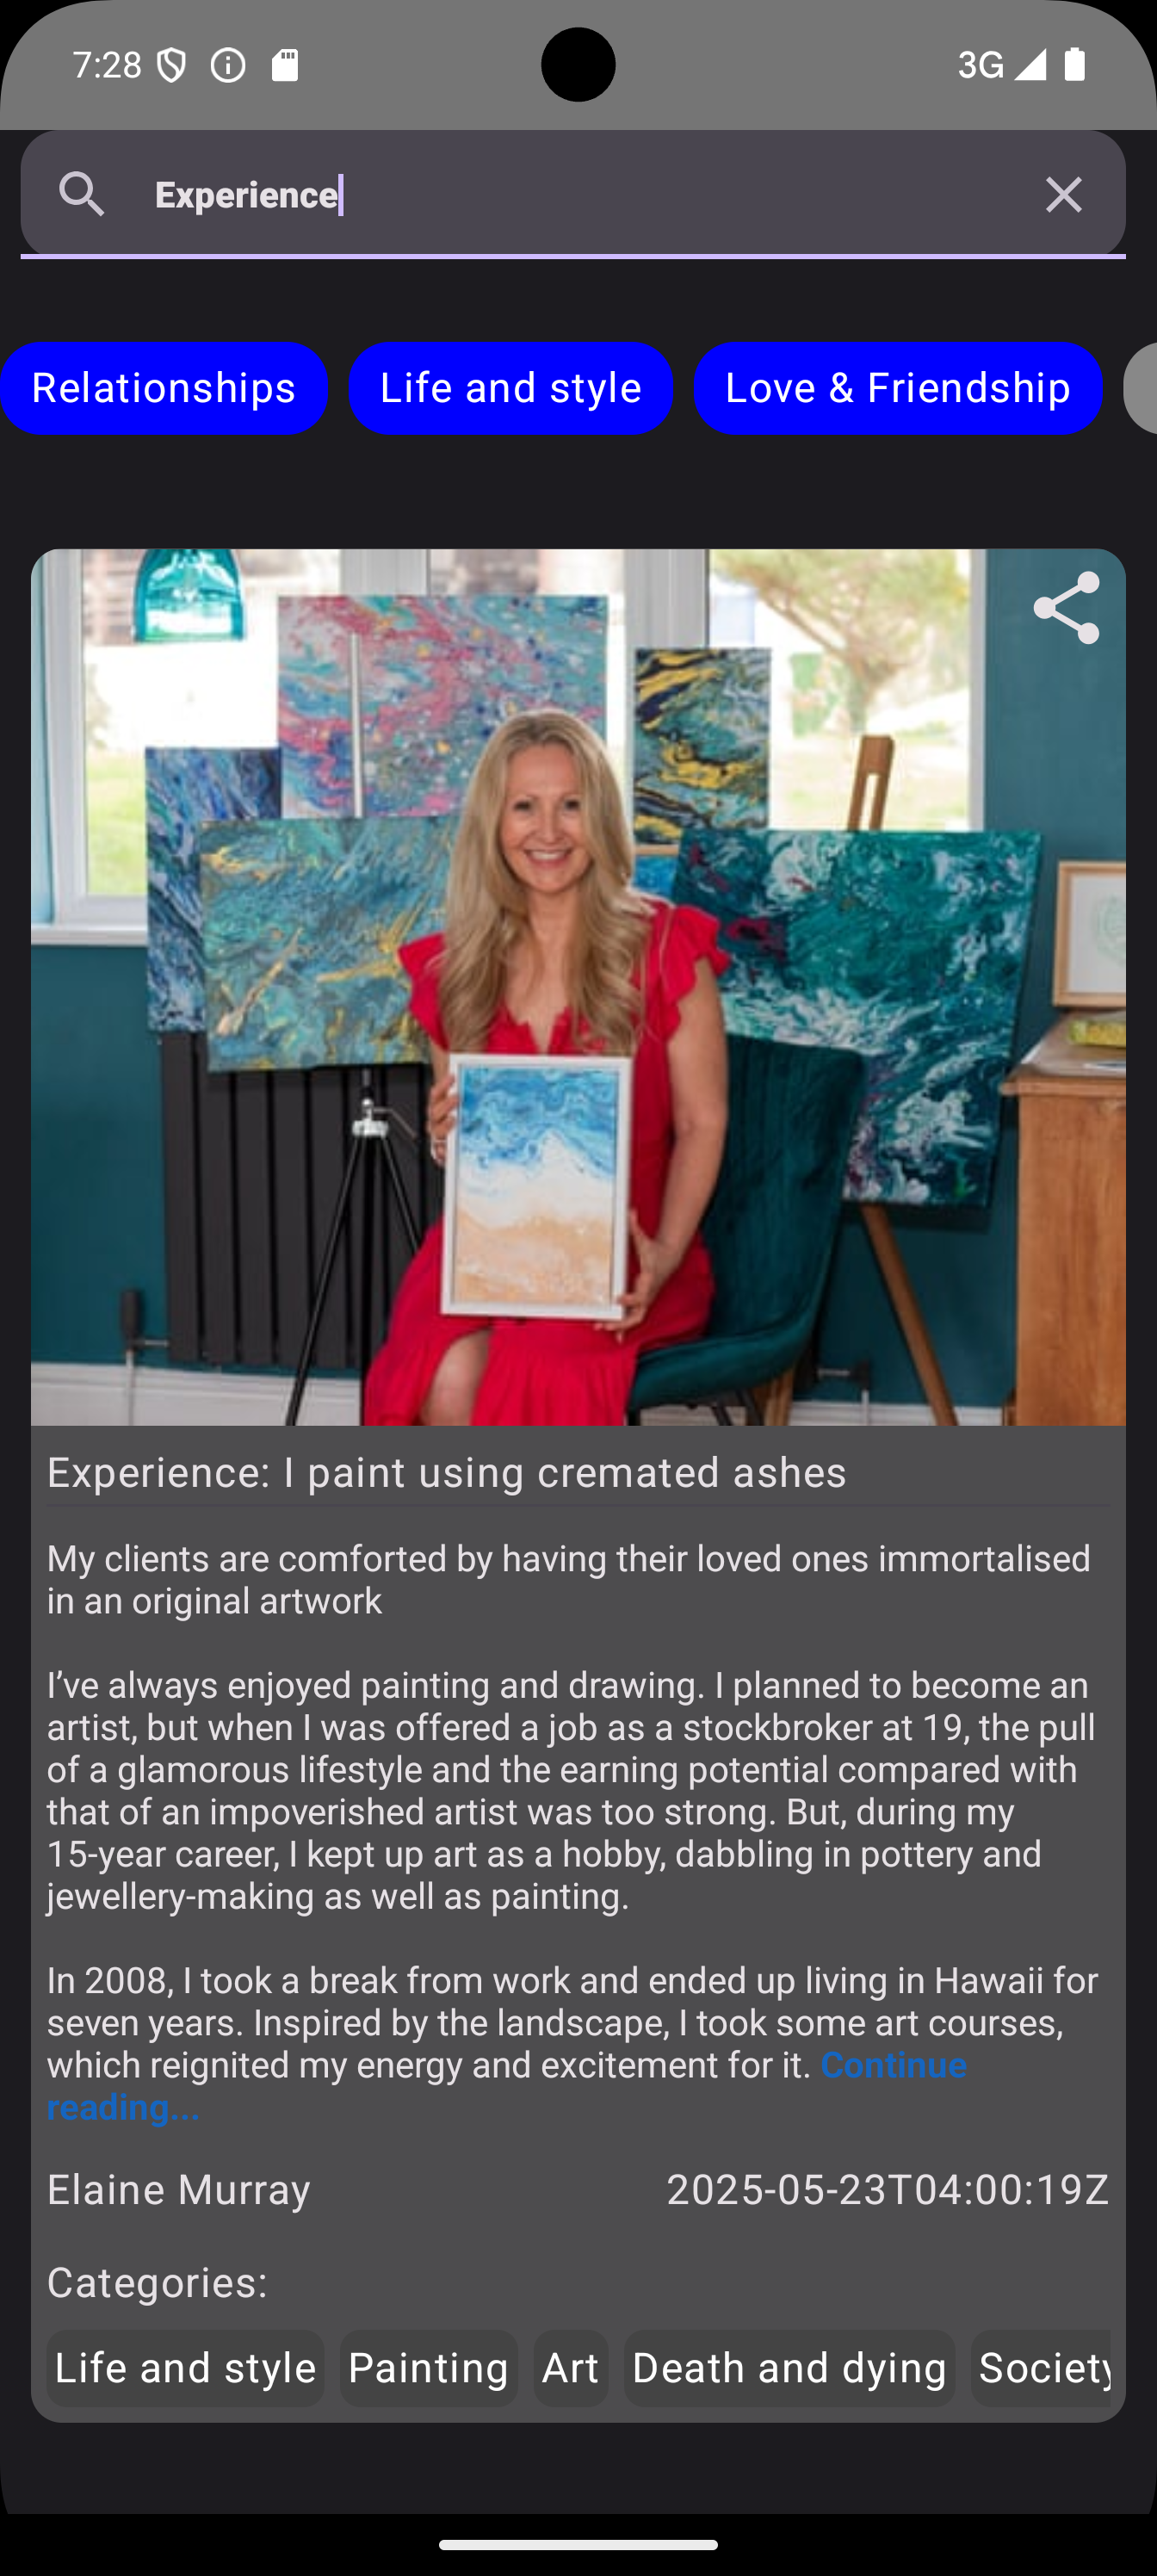 7:28
3G
Experience
Relationships
Life and style
Love & Friendship
Experience: I paint using cremated ashes
My clients are comforted by having their loved ones immortalised
in an original artwork
I’ve always enjoyed painting and drawing. I planned to become an
artist, but when I was offered a job as a stockbroker at 19, the pull
of a glamorous lifestyle and the earning potential compared with
that of an impoverished artist was too strong. But, during my
15-year career, I kept up art as a hobby, dabbling in pottery and
jewellery-making as well as painting.
In 2008, I took a break from work and ended up living in Hawaii for
seven years. Inspired by the landscape, I took some art courses,
which reignited my energy and excitement for it. Continue
reading...
Elaine Murray
2025-05-23T04:00:19Z
Categories:
Life and style
Painting
Art
Death and dying
Society